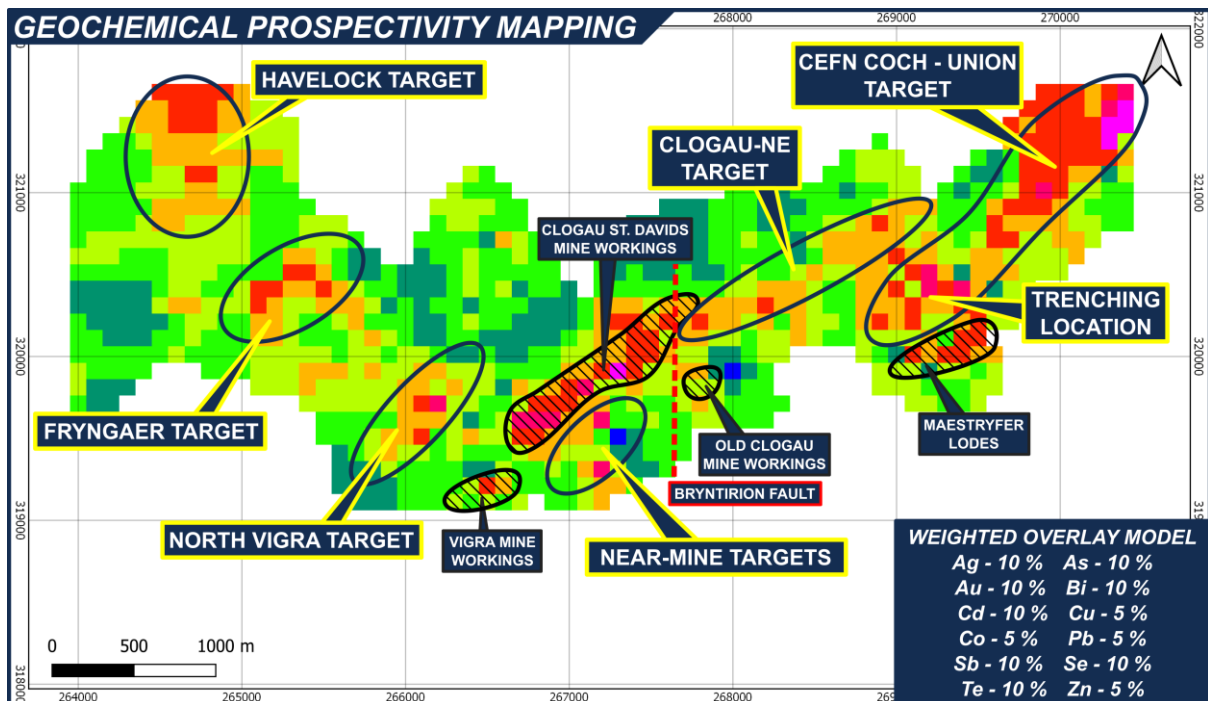 GEOCHEMICAL PROSPECTIVITY MAPPING
268000
269000
270000
322000
322000
HAVELOCK TARGET
CEFN COCH - UNION
TARGET
CLOGAU-NE
TARGET
321000
321000
CLOGAU ST. DAVIDS
MINE WORKINGS
TRENCHING
LOCATION
320000
320000
FRYNGAER TARGET
OLD CLOGAU
MINE WORKINGS
MAESTRYFER
LODES
BRYNTIRION FAULT
319000
NORTH VIGRA TARGET
VIGRA MINE
WORKINGS
NEAR-MINE TARGETS
WEIGHTED OVERLAY MODEL
Ag - 10 % As - 10 %
Au - 10 % Bi - 10 %
Cd - 10 % Cu - 5 %
Co - 5 % Pb - 5 %
Sb - 10 % Se - 10 %
Te - 10 % Zn - 5 %
0 500 1000 m
318000
264000
265000
266000
267000
268000